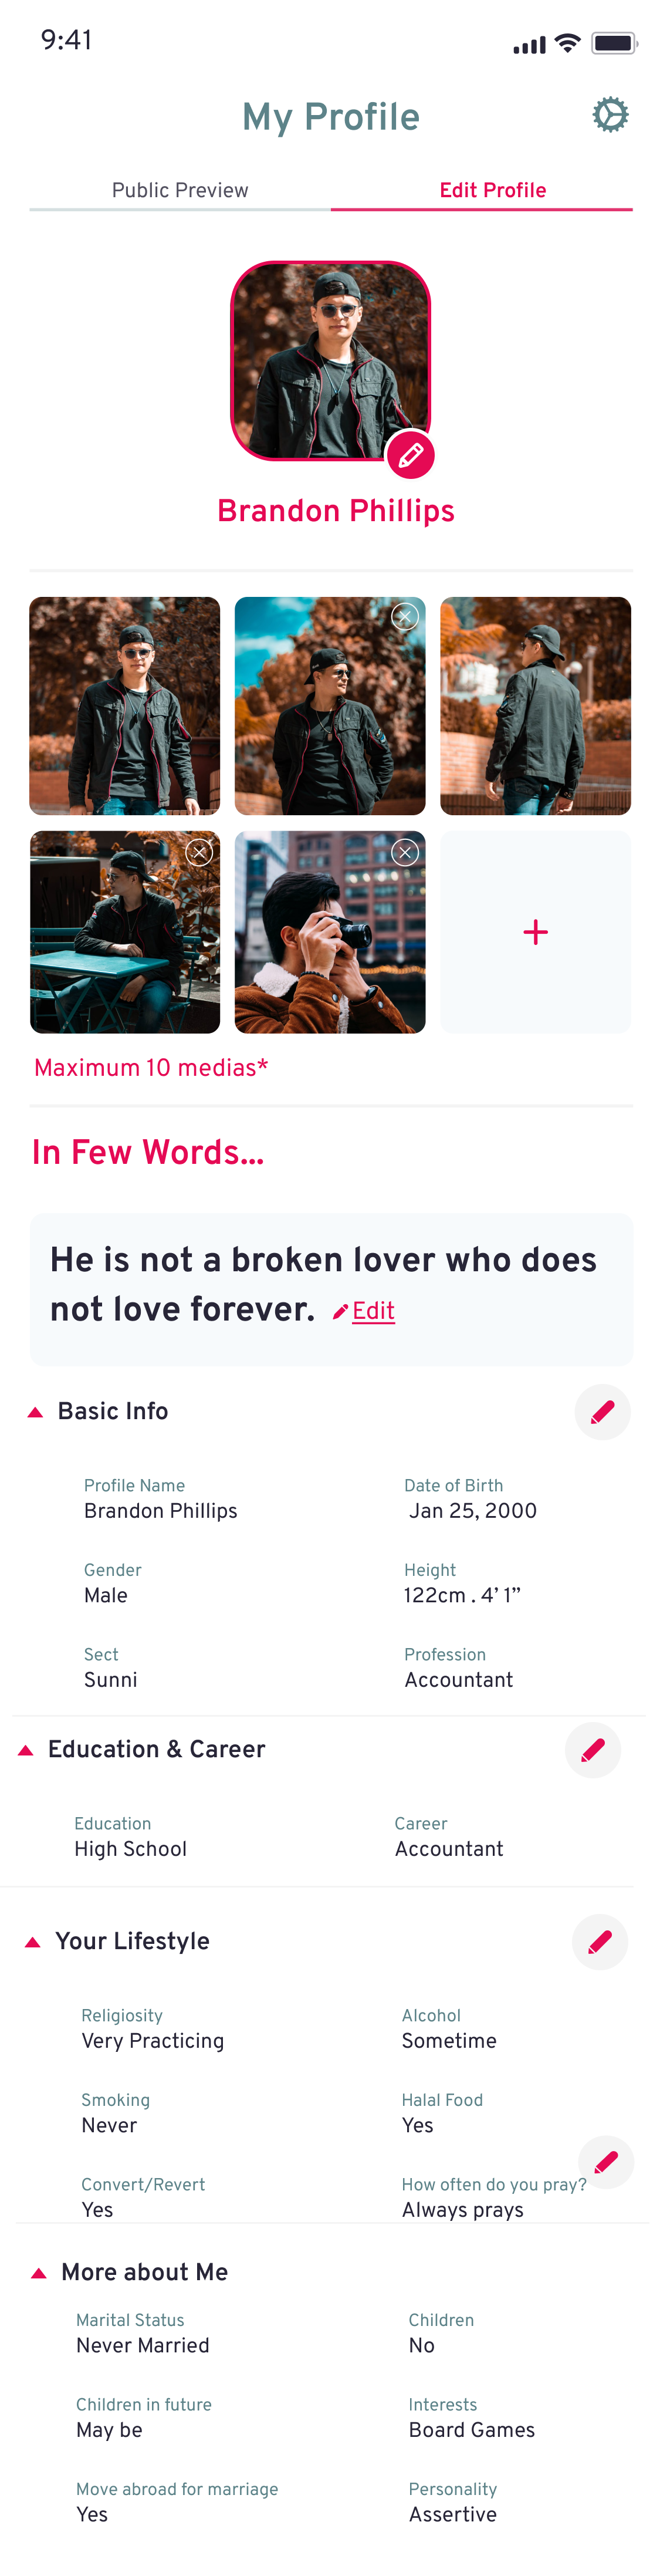 9:41
My Profile
Public Preview Edit Profile
Brandon Phillips
Maximum 10 medias*
In Few Words...
He is not a broken lover who does
not love forever. Edit
Basic Info
Profile Name Date of Birth
Brandon Phillips Jan 25, 2000
Gender Height
Male 122cm . 4’ 1”
Sect Profession
Sunni Accountant
Education & Career
Education Career
High School Accountant
Your Lifestyle
Religiosity Alcohol
Very Practicing Sometime
Smoking Halal Food
Never Yes
Convert/Revert How often do you pray?
Yes Always prays
More about Me
Marital Status Children
Never Married No
Children in future Interests
May be Board Games
Move abroad for marriage Personality
Yes Assertive